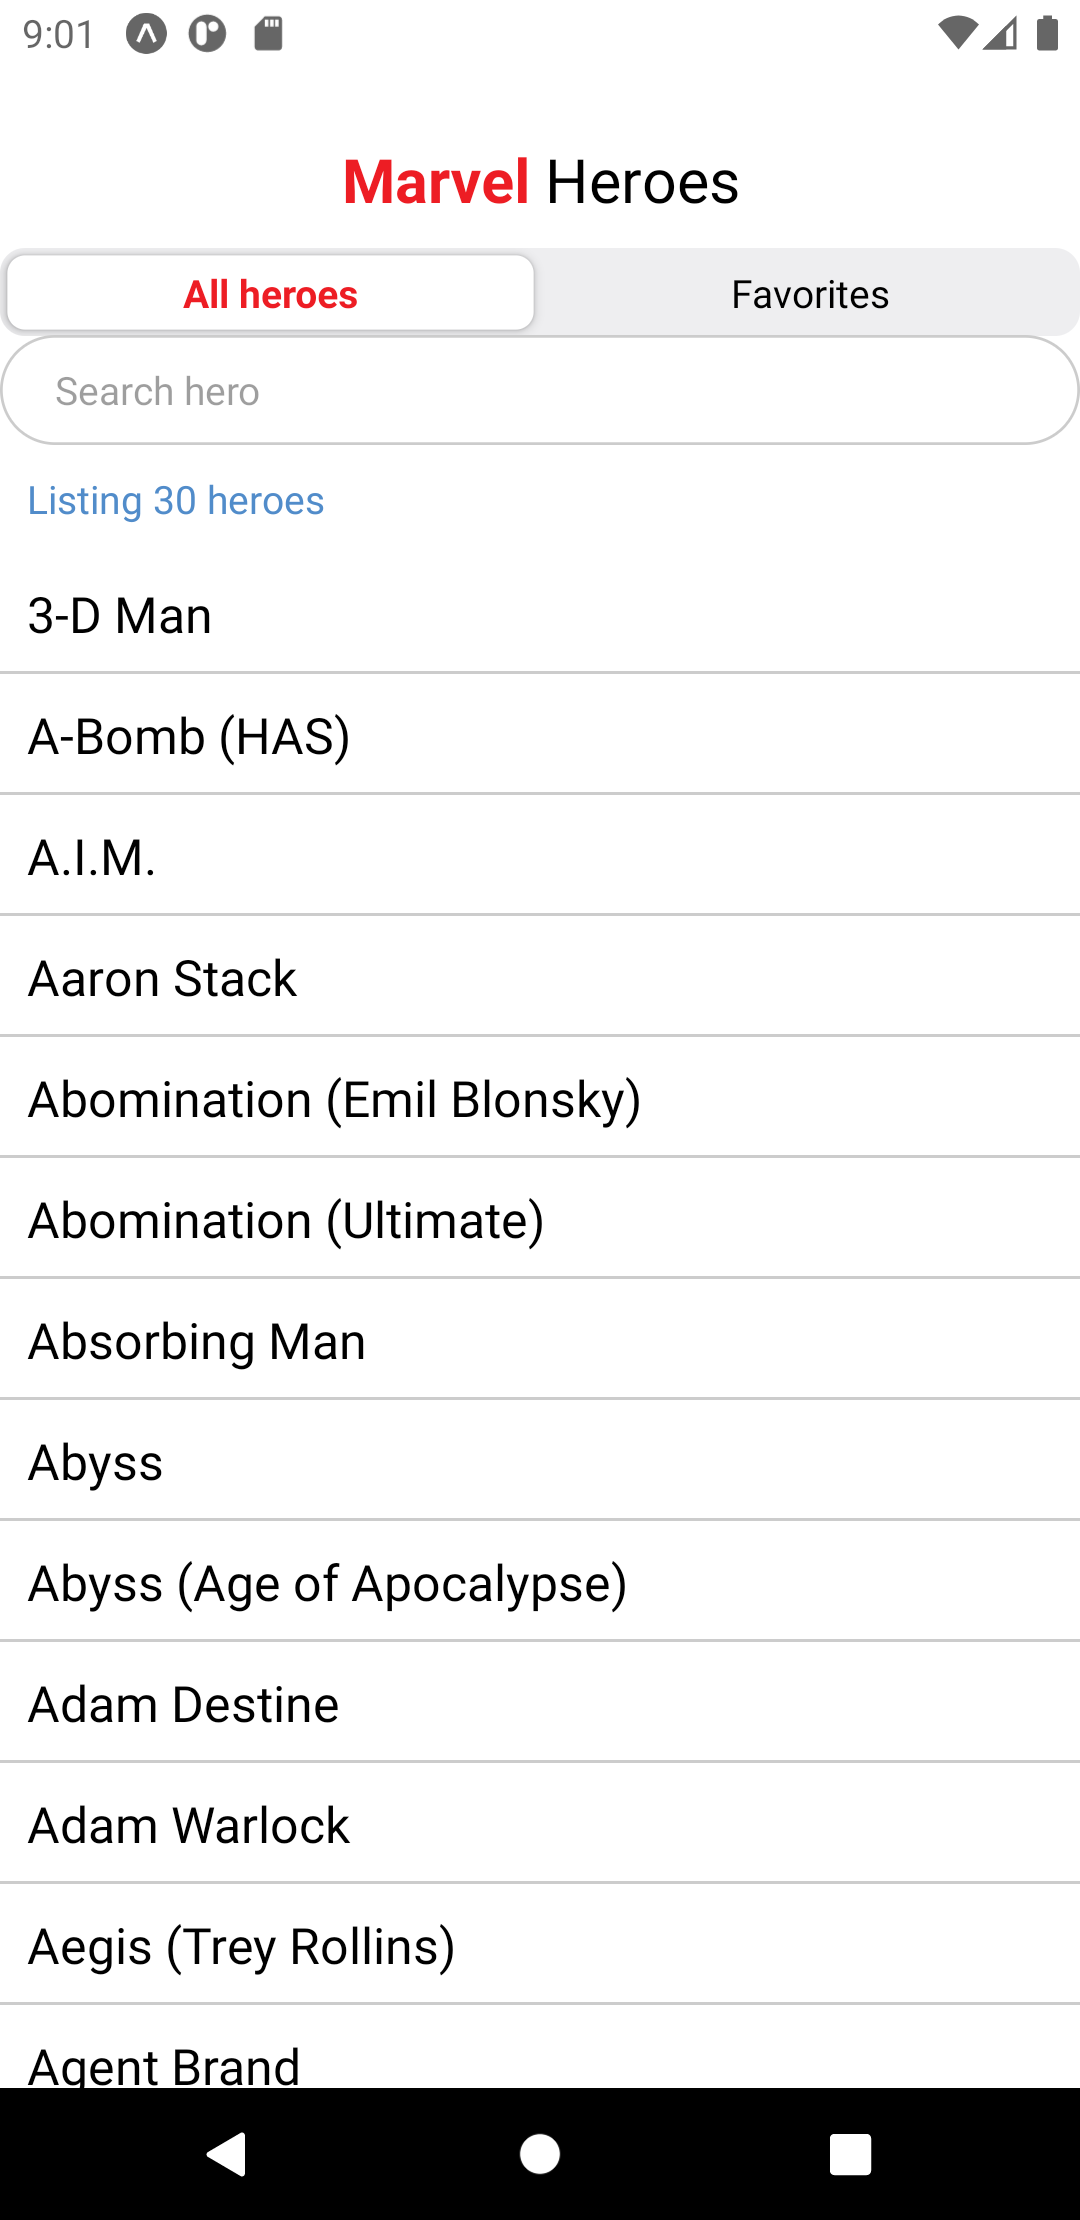 9:01
Marvel Heroes
All heroes
Favorites
Search hero
Listing 30 heroes
3-D Man
A-Bomb (HAS)
A.I.M.
Aaron Stack
Abomination (Emil Blonsky)
Abomination (Ultimate)
Absorbing Man
Abyss
Abyss (Age of Apocalypse)
Adam Destine
Adam Warlock
Aegis (Trey Rollins)
Agent Brand